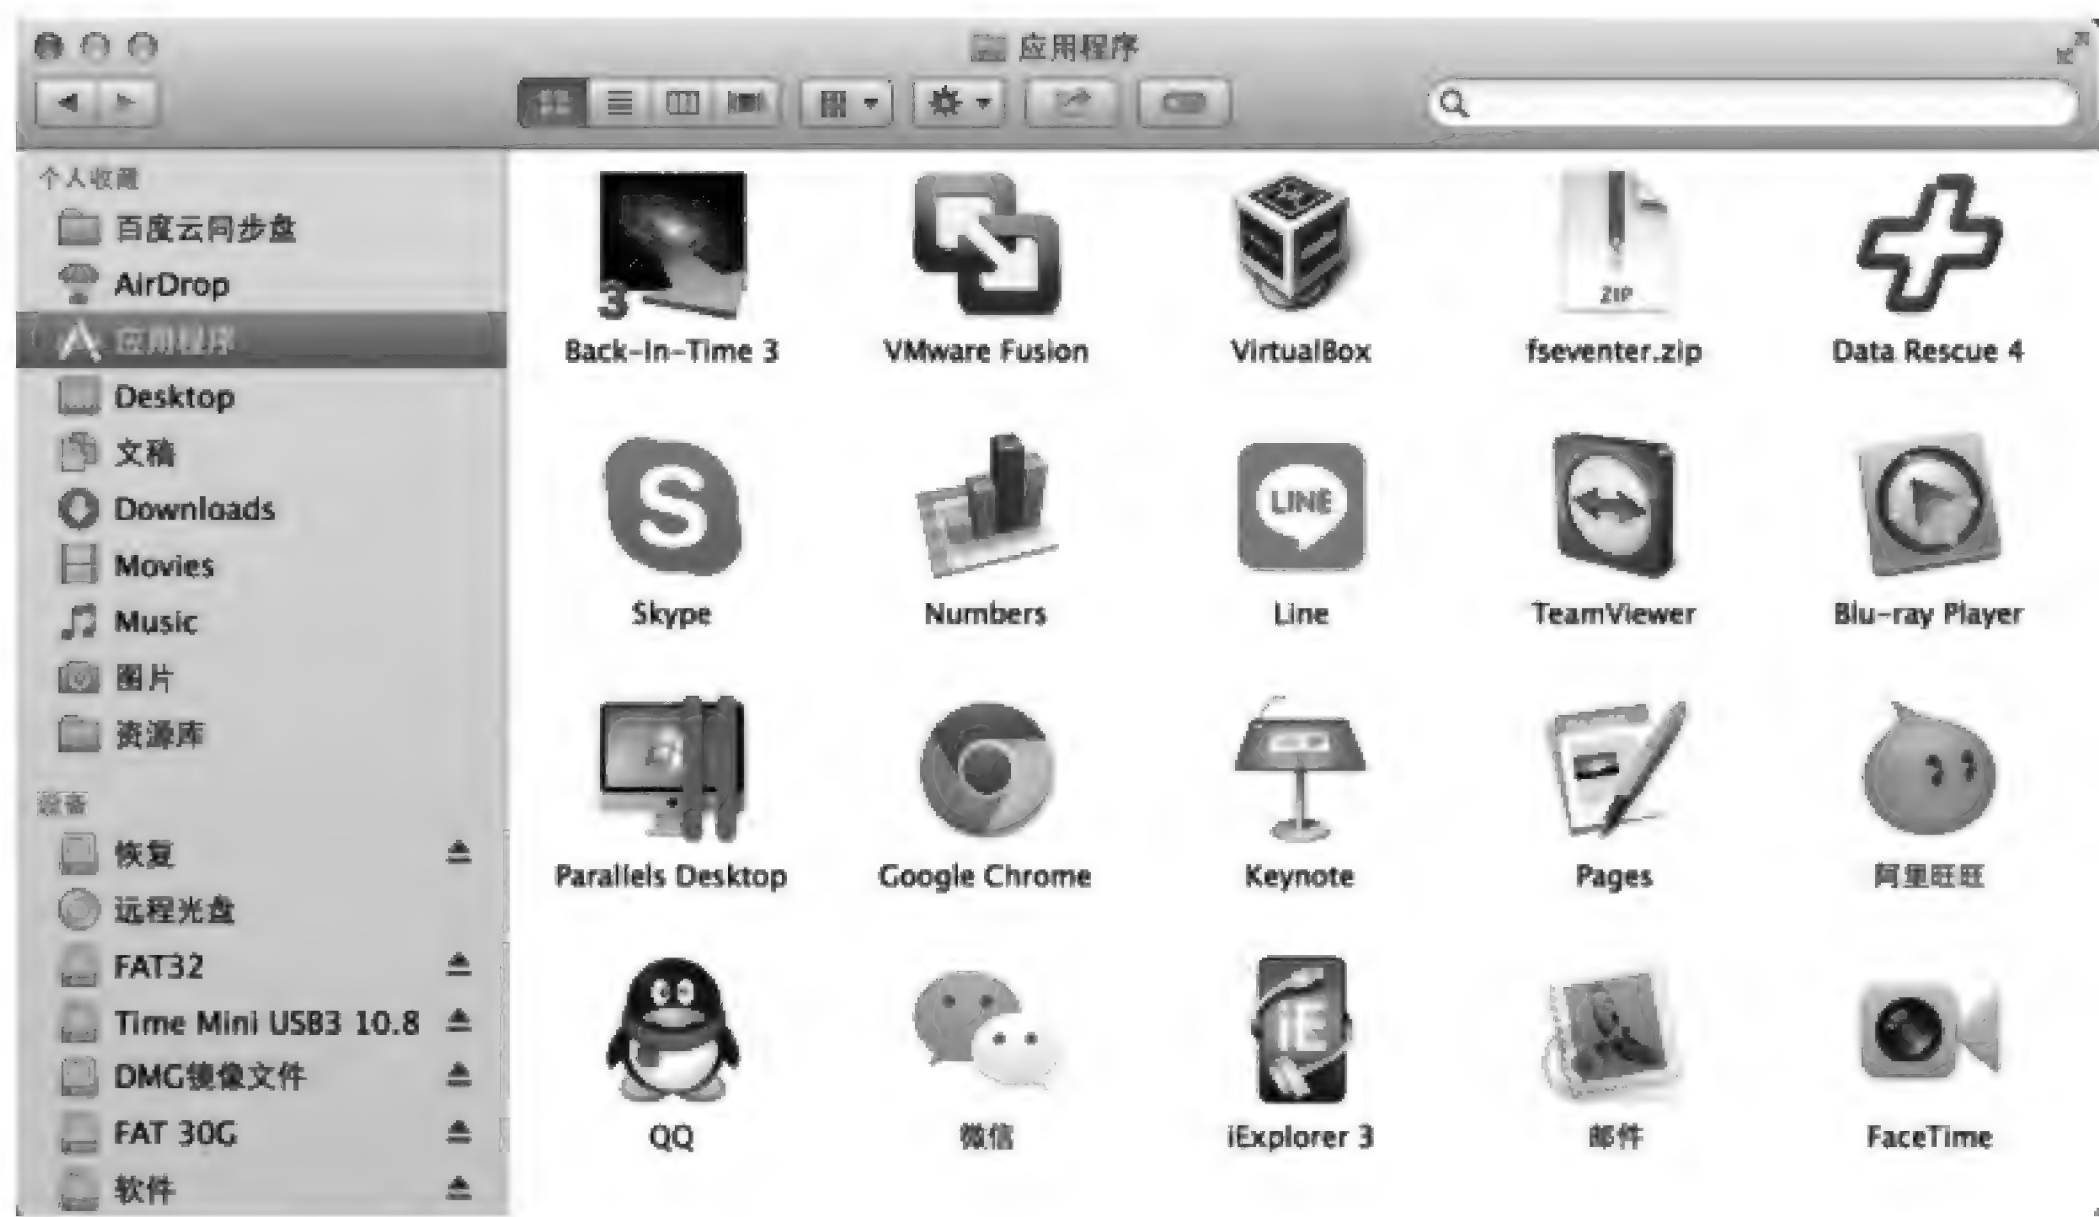 应用程序
个人收藏
百度云同步盘
AirDrop
应用程序
Desktop
文稿
Downloads
Movies
Music
图片
资源库
设备
恢复
远程光盘
FAT32
Time Mini USB3 10.8
DMG镜像文件
FAT 30G
软件
3
ZIP
Back-In-Time 3
VMware Fusion
VirtualBox
fseventer.zip
Data Rescue 4
S
LINE
Skype
Numbers
Line
TeamViewer
Blu-ray Player
Parallels Desktop
Google Chrome
Keynote
Pages
阿里旺旺
iE
QQ
微信
iExplorer 3
邮件
FaceTime